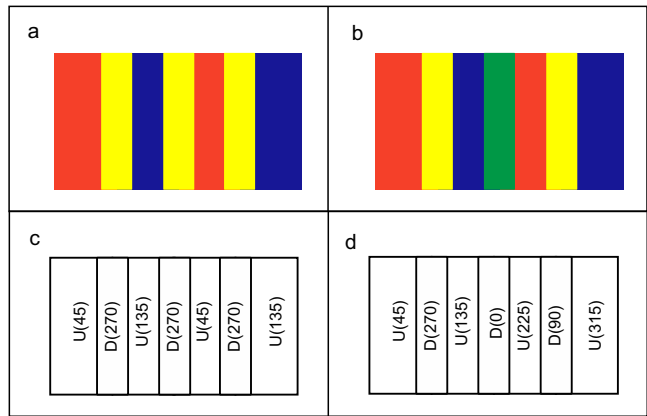 a
b
c
U(45)
D(270)
U(135)
D(270)
U(45)
D(270)
U(135)
d
U(45)
D(270)
U(135)
D(0)
U(225)
D(90)
U(315)